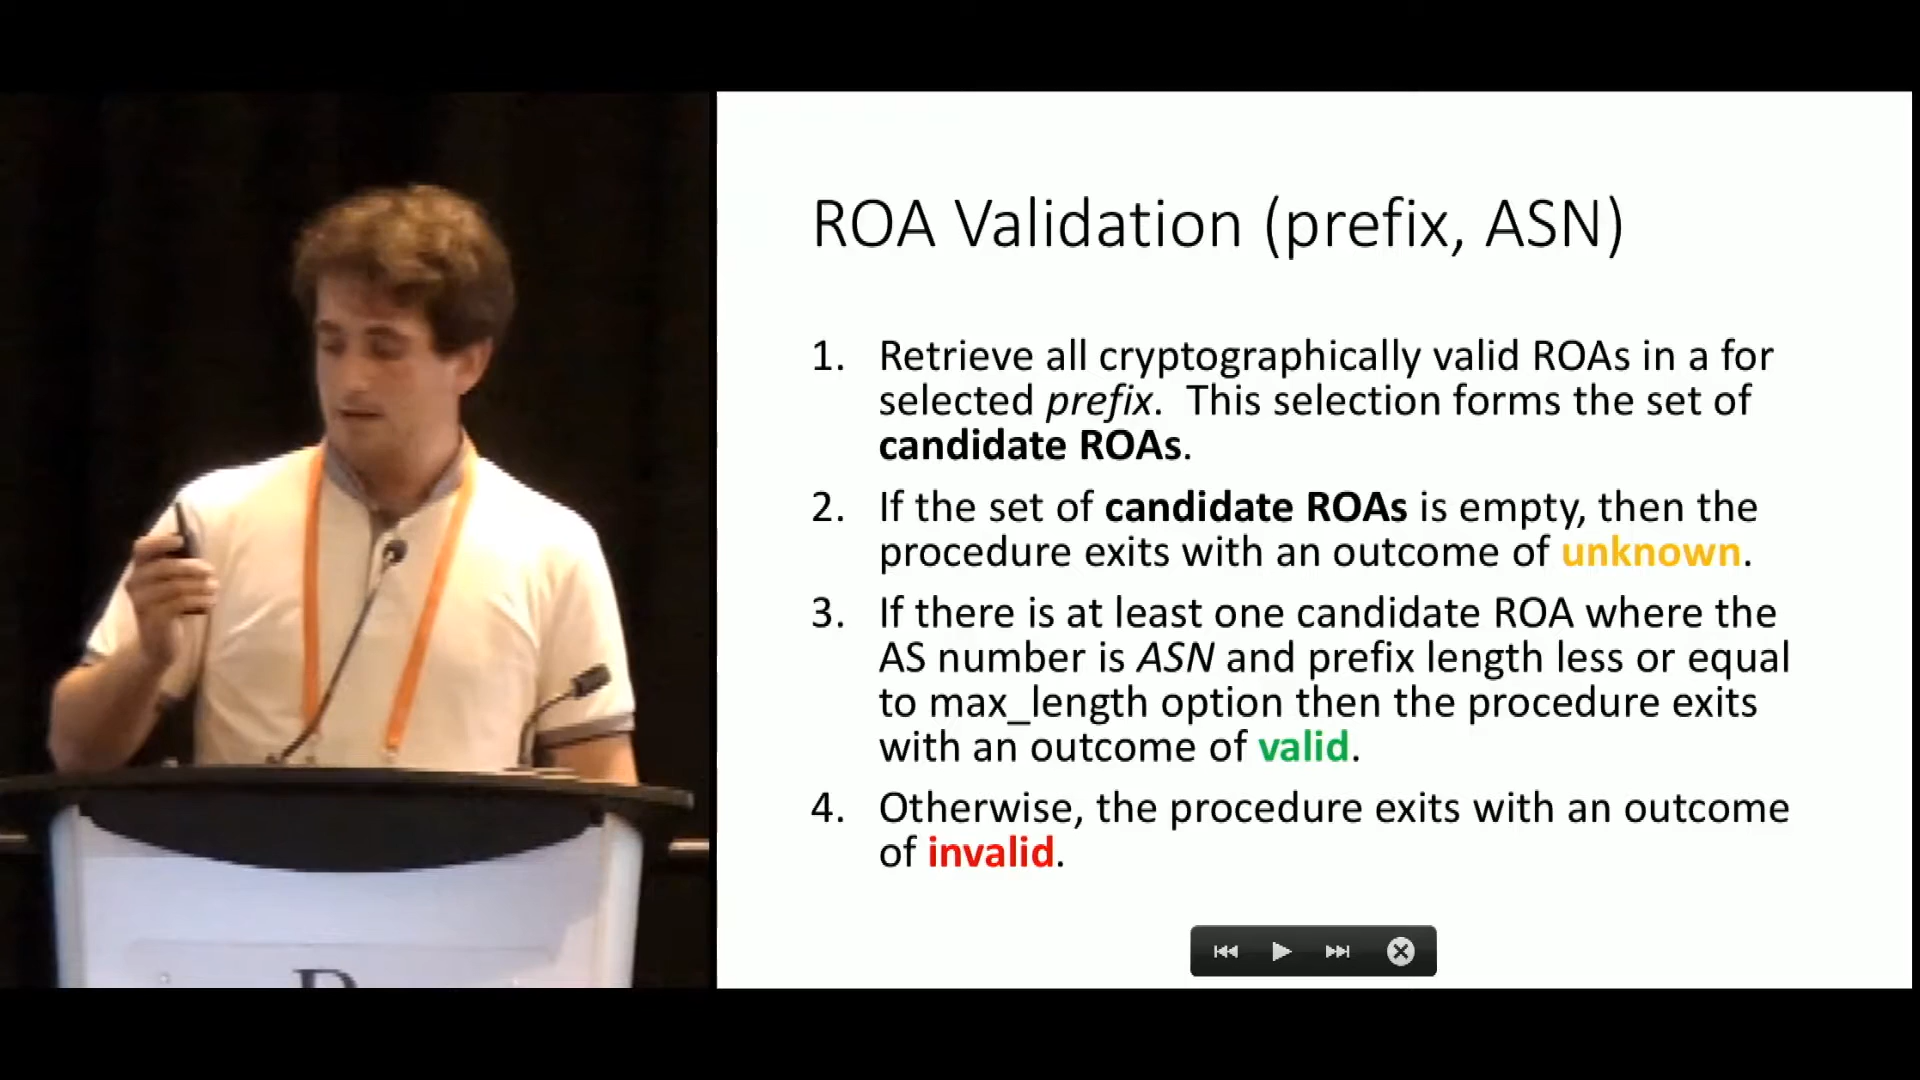 ROA Validation (prefix, ASN)
1. Retrieve all cryptographically valid ROAs in a for
selected prefix. This selection forms the set of
candidate ROAs.
2. If the set of candidate ROAs is empty, then the
procedure exits with an outcome of unknown.
3. If there is at least one candidate ROA where the
AS number is ASN and prefix length less or equal
to max_length option then the procedure exits
with an outcome of valid.
4. Otherwise, the procedure exits with an outcome
of invalid.